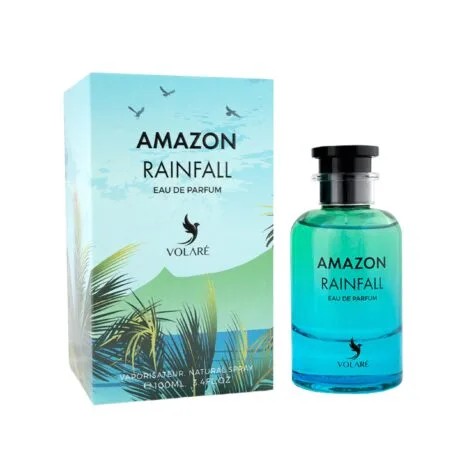 AMAZON
RAINFALL
EAU DE PARFUM
VOLARÉ
VAPORISATEUR. NATURAL SPRAY
℮100ML 3.4FL.OZ
AMAZON
RAINFALL
EAU DE PARFUM
VOLARÉ